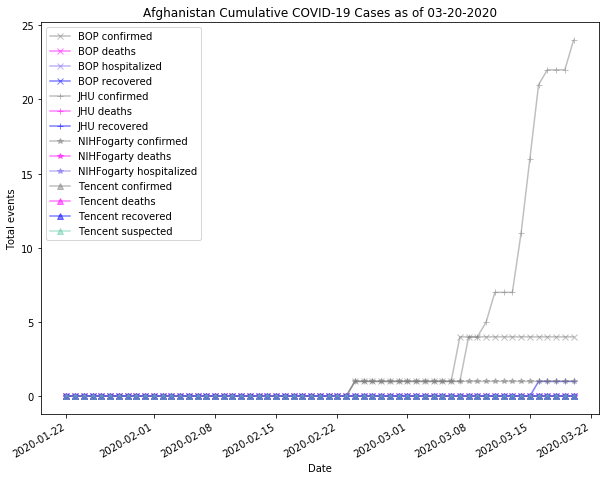 Afghanistan Cumulative COVID-19 Cases as of 03-20-2020
BOP confirmed
BOP deaths
BOP hospitalized
BOP recovered
JHU confirmed
JHU deaths
JHU recovered
NIHFogarty confirmed
NIHFogarty deaths
NIHFogarty hospitalized
Tencent confirmed
Tencent deaths
Tencent recovered
Tencent suspected
Total events
25
20
15
10
5
0
2020-01-22
2020-02-01
2020-02-08
2020-02-15
2020-02-22
2020-03-01
2020-03-08
2020-03-15
2020-03-22
Date